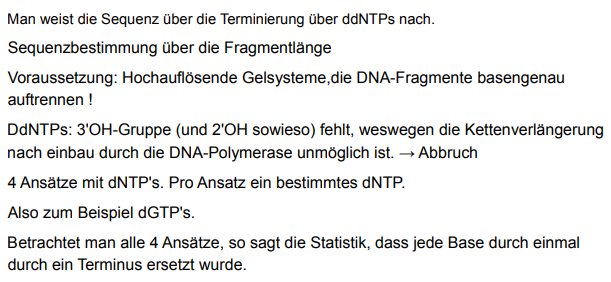 Man weist die Sequenz über die Terminierung über ddNTPs nach.
Sequenzbestimmung über die Fragmentlänge
Voraussetzung: Hochauflösende Gelsysteme,die DNA-Fragmente basengenau
auftrennen !
DdNTPs: 3'OH-Gruppe (und 2'OH sowieso) fehlt, weswegen die Kettenverlängerung
nach einbau durch die DNA-Polymerase unmöglich ist. → Abbruch
4 Ansätze mit dNTP's. Pro Ansatz ein bestimmtes dNTP.
Also zum Beispiel dGTP's.
Betrachtet man alle 4 Ansätze, so sagt die Statistik, dass jede Base durch einmal
durch ein Terminus ersetzt wurde.